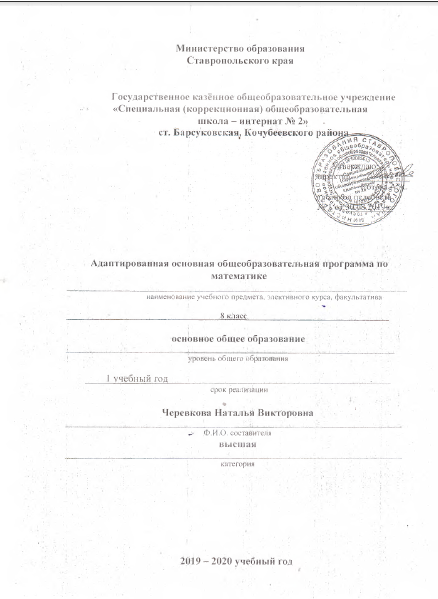 Министерство образования
Ставропольского края
Государственное казённое общеобразовательное учреждение
«Специальная (коррекционная) общеобразовательная
школа – интернат № 2»
ст. Барсуковская, Кочубеевского района
Адаптированная основная общеобразовательная программа по
математике
наименование учебного предмета, элективного курса, факультатива
8 класс
основное общее образование
уровень общего образования
1 учебный год
срок реализации
Черевкова Наталья Викторовна
Ф.И.О. составителя
высшая
категория
2019 – 2020 учебный год